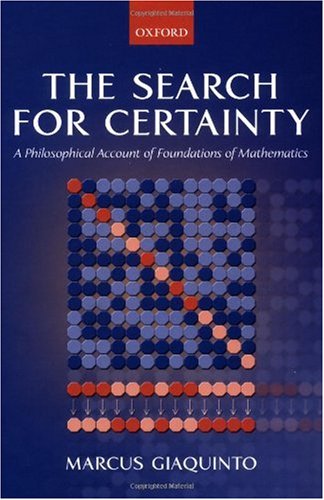 OXFORD
THE SEARCH
FOR CERTAINTY
A Philosophical Account of Foundations of Mathematics
MARCUS GIAQUINTO